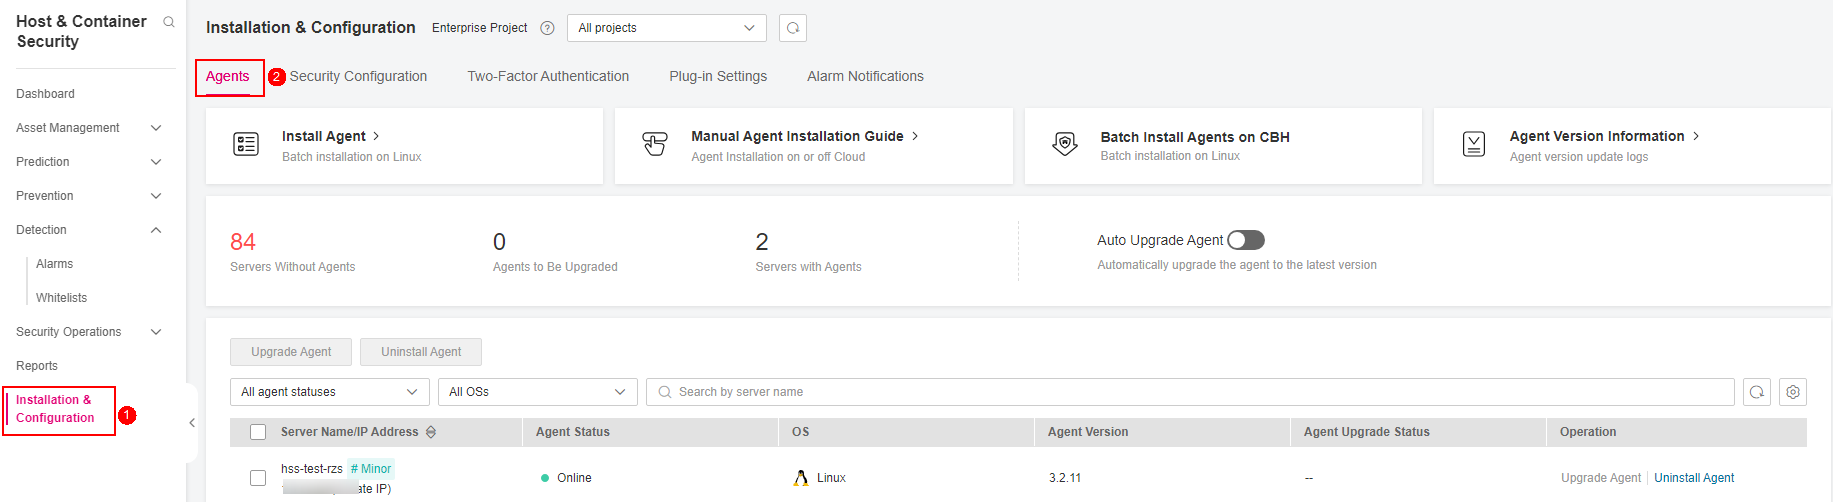 Host & Container
Security
Dashboard
Asset Management
Prediction
Prevention
Detection
Alarms
Whitelists
Security Operations
Reports
Installation &
Configuration
1
Installation & Configuration Enterprise Project ? All projects
Agents 2 Security Configuration Two-Factor Authentication Plug-in Settings Alarm Notifications
Install Agent >
Batch installation on Linux
Manual Agent Installation Guide >
Agent Installation on or off Cloud
Batch Install Agents on CBH
Batch installation on Linux
Agent Version Information >
Agent version update logs
84
Servers Without Agents
0
Agents to Be Upgraded
2
Servers with Agents
Auto Upgrade Agent
Automatically upgrade the agent to the latest version
Upgrade Agent Uninstall Agent
All agent statuses All OSs Search by server name
Server Name/IP Address Agent Status OS Agent Version Agent Upgrade Status Operation
hss-test-rzs # Minor
ate IP)
Online Linux 3.2.11 -- Upgrade Agent Uninstall Agent